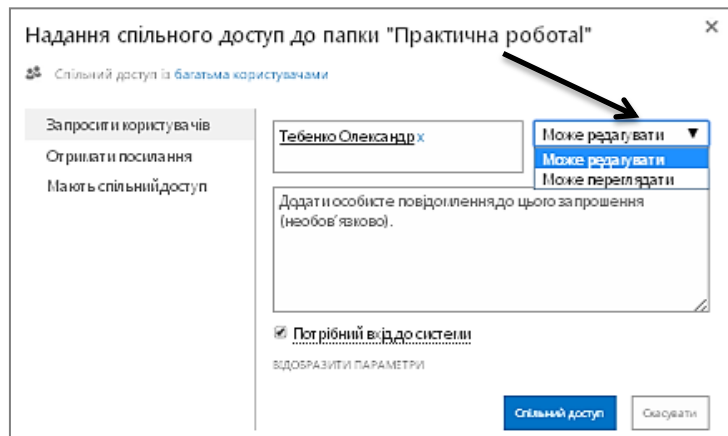 Надання спільного доступ до папки "Практична роботаl"
×
Спільний доступ із багатьма користувачами
Запросити користувачів
Отримати посилання
Мають спільний доступ
Тебенко Олександр x
Може редагувати ▼
Може редагувати
Може переглядати
Додати особисте повідомлення до цього запрошення
(необов'язково).
Потрібний вхід до системи
ВІДОБРАЗИТИ ПАРАМЕТРИ
Спільний доступ
Скасувати